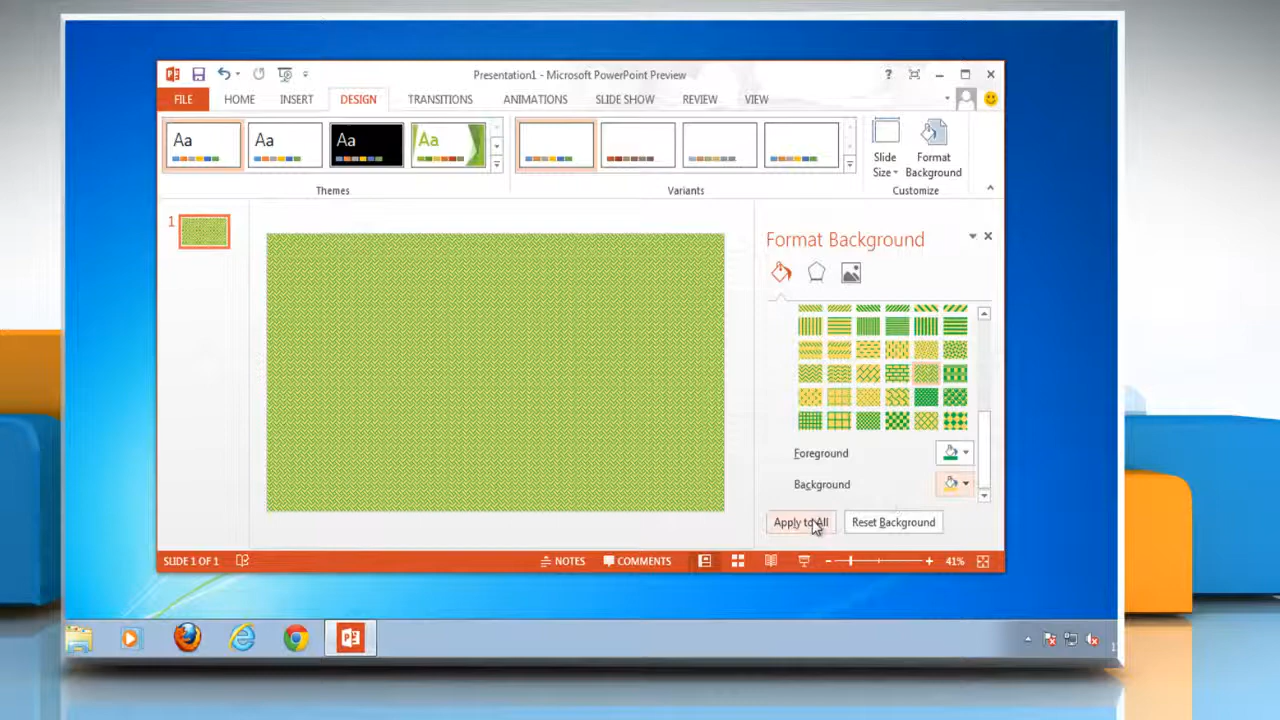 Presentation1 - Microsoft PowerPoint Preview
?
FILE HOME INSERT DESIGN TRANSITIONS ANIMATIONS SLIDE SHOW REVIEW VIEW
Aa Aa Aa Aa
Slide Size
Format Background
Themes Variants Customize
1
Format Background
Foreground
Background
Apply to All Reset Background
SLIDE 1 OF 1 NOTES COMMENTS 41%